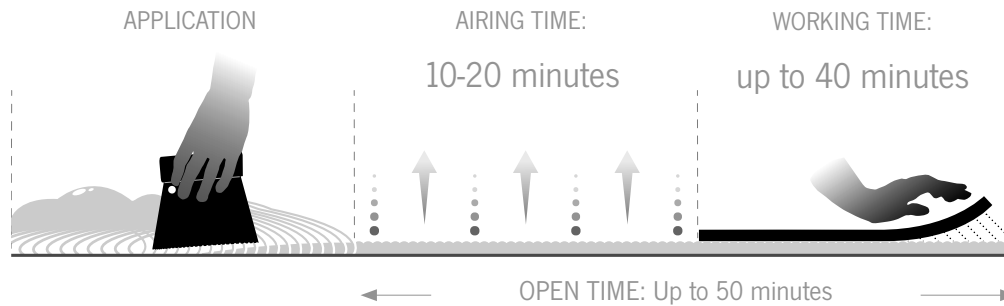 APPLICATION
AIRING TIME:
10-20 minutes
WORKING TIME:
up to 40 minutes
OPEN TIME: Up to 50 minutes